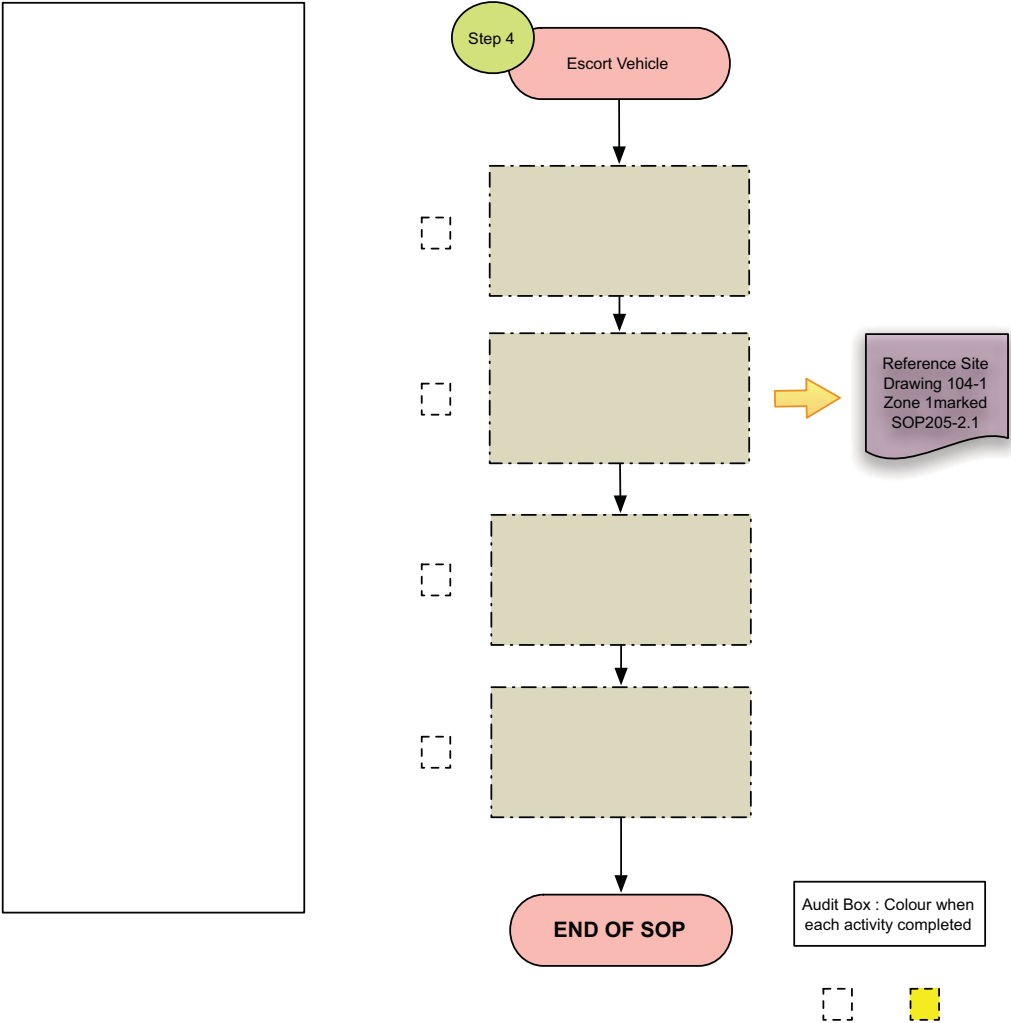 Step 4
Escort Vehicle
Reference Site
Drawing 104-1
Zone 1marked
SOP205-2.1
END OF SOP
Audit Box : Colour when
each activity completed